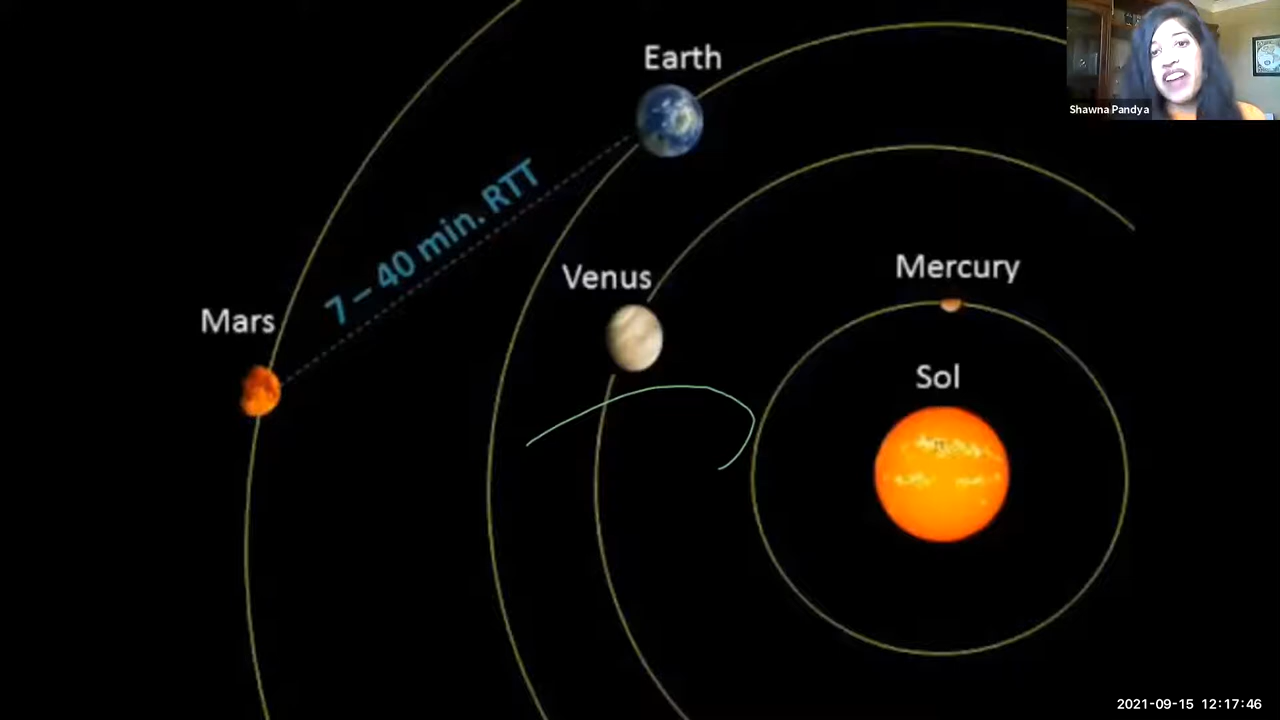 Earth
Shawna Pandya
7 – 40 min. RTT
Venus
Mercury
Mars
Sol
2021-09-15 12:17:46